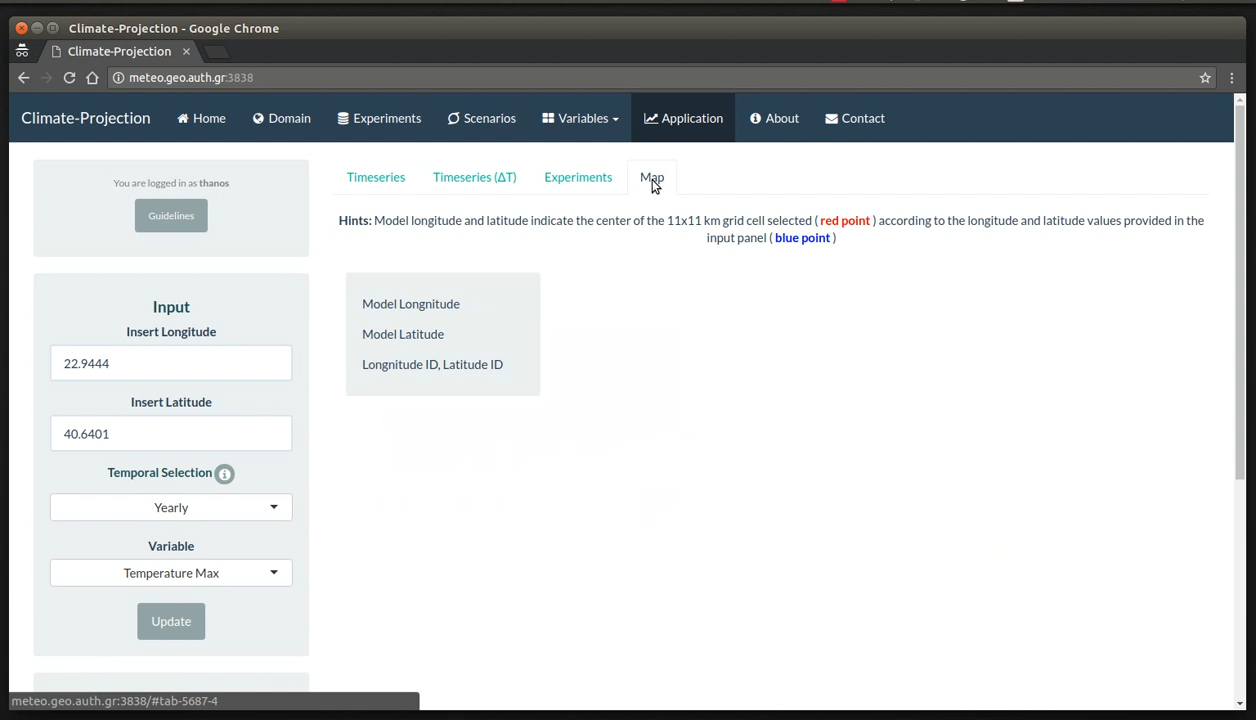 Climate-Projection - Google Chrome
Climate-Projection
meteo.geo.auth.gr:3838
Climate-Projection Home Domain Experiments Scenarios Variables Application About Contact
You are logged in as thanos
Guidelines
Input
Insert Longitude
22.9444
Insert Latitude
40.6401
Temporal Selection
Yearly
Variable
Temperature Max
Update
Timeseries Timeseries (ΔT) Experiments Map
Hints: Model longitude and latitude indicate the center of the 11x11 km grid cell selected ( red point ) according to the longitude and latitude values provided in the
input panel ( blue point )
Model Longnitude
Model Latitude
Longnitude ID, Latitude ID
meteo.geo.auth.gr:3838/#tab-5687-4